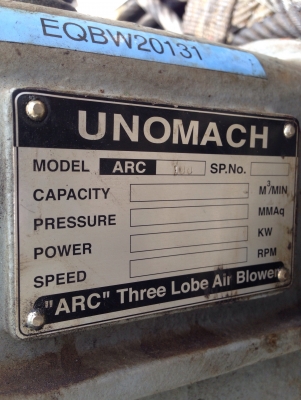 EQBW20131
UNOMACH
MODEL ARC 100 SP.No.
CAPACITY M³/MIN
PRESSURE MMAq
POWER KW
SPEED RPM
"ARC" Three Lobe Air Blower